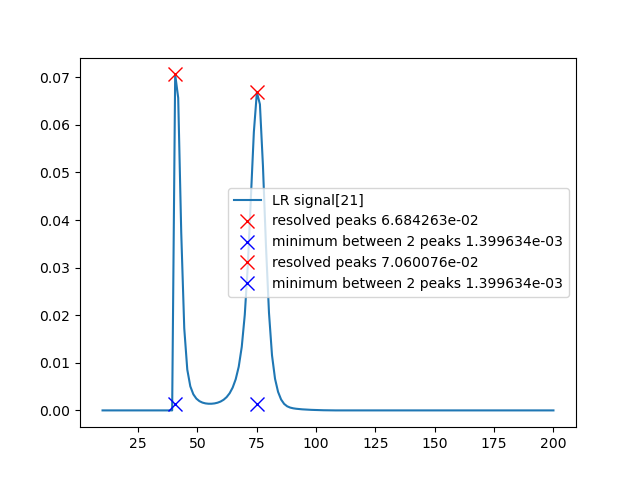 0.07
0.06
0.05
0.04
0.03
0.02
0.01
0.00
LR signal[21]
resolved peaks 6.684263e-02
minimum between 2 peaks 1.399634e-03
resolved peaks 7.060076e-02
minimum between 2 peaks 1.399634e-03
25 50 75 100 125 150 175 200